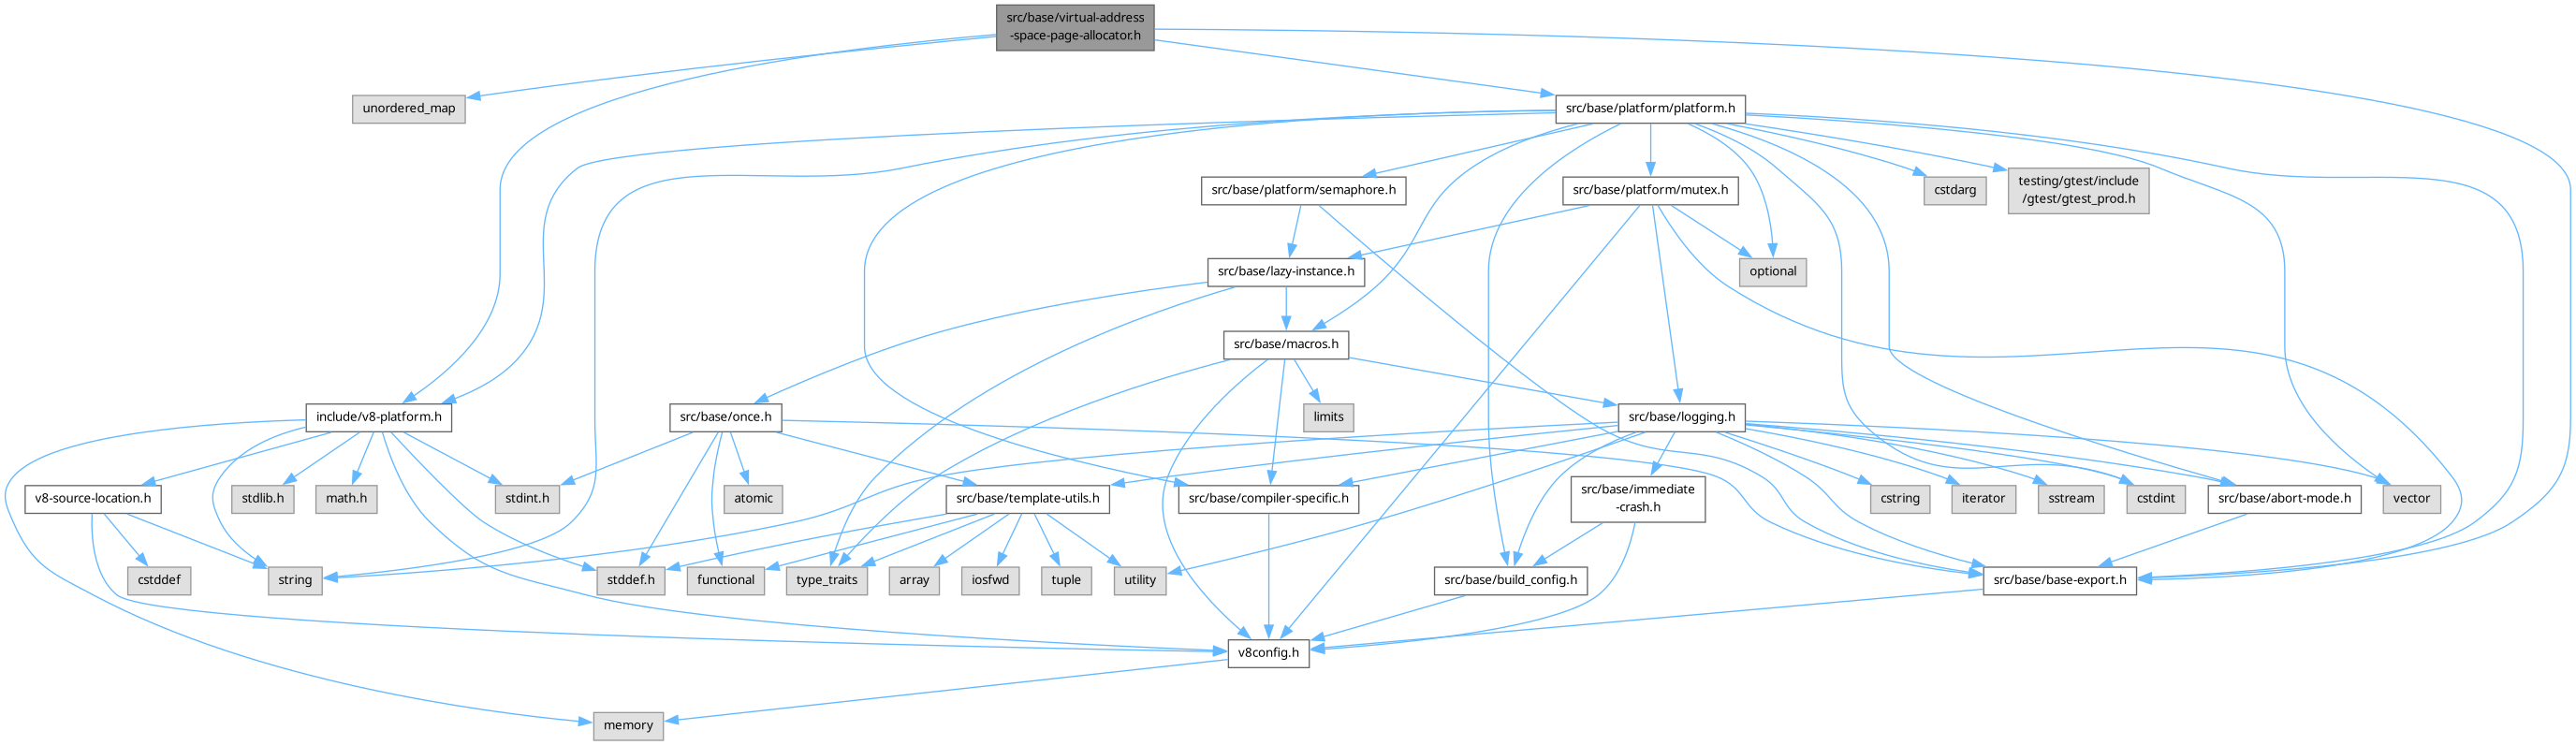 src/base/virtual-address
-space-page-allocator.h
unordered_map
src/base/platform/platform.h
src/base/platform/semaphore.h
src/base/platform/mutex.h
cstdarg
testing/gtest/include
/gtest/gtest_prod.h
src/base/lazy-instance.h
optional
src/base/macros.h
include/v8-platform.h
src/base/once.h
limits
src/base/logging.h
v8-source-location.h
stdlib.h
math.h
stdint.h
atomic
src/base/template-utils.h
src/base/compiler-specific.h
src/base/immediate
-crash.h
cstring
iterator
sstream
cstdint
src/base/abort-mode.h
vector
cstddef
string
stddef.h
functional
type_traits
array
iosfwd
tuple
utility
src/base/build_config.h
src/base/base-export.h
v8config.h
memory